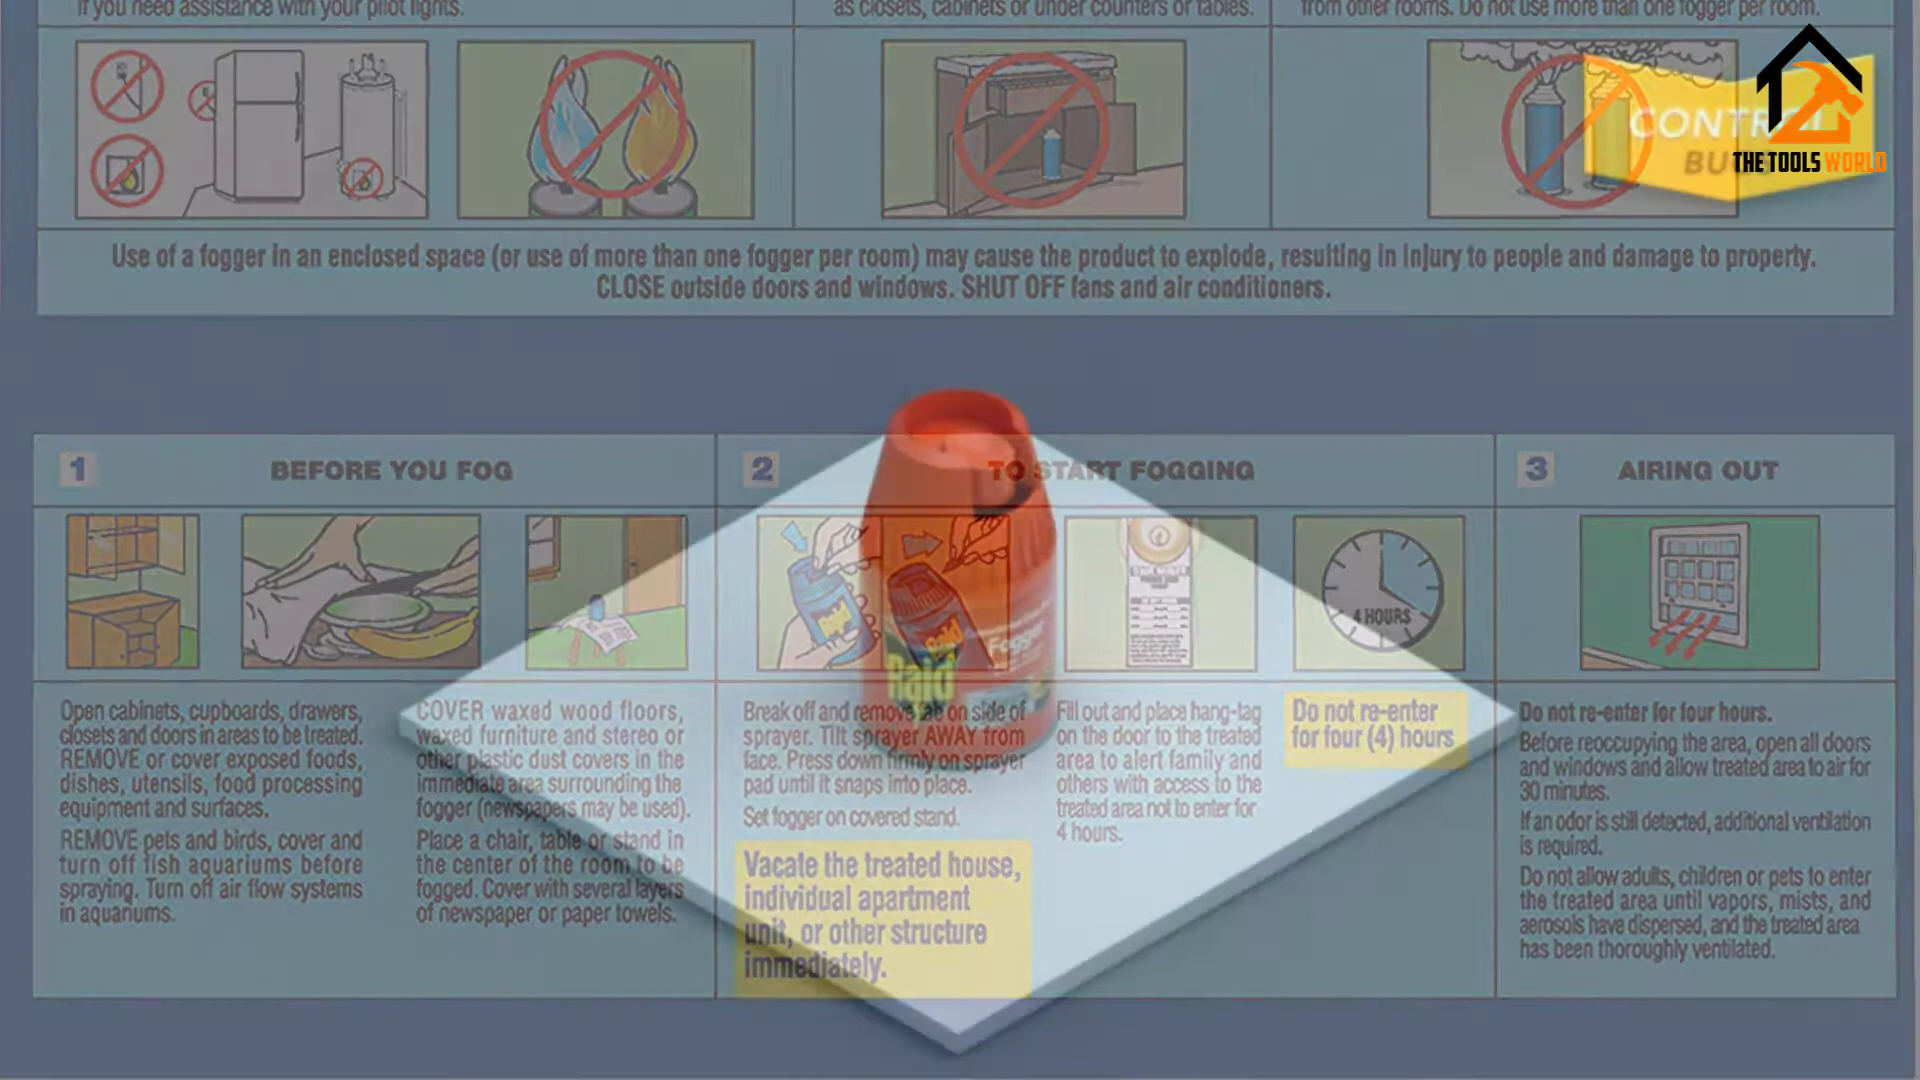 if you need assistance with your pilot lights.
as closets, cabinets or under counters or tables.
from other rooms. Do not use more than one fogger per room.
CONTROL
THE TOOLS WORLD
Use of a fogger in an enclosed space (or use of more than one fogger per room) may cause the product to explode, resulting in injury to people and damage to property.
CLOSE outside doors and windows. SHUT OFF fans and air conditioners.
1 BEFORE YOU FOG
Open cabinets, cupboards, drawers,
closets and doors in areas to be treated.
REMOVE or cover exposed foods,
dishes, utensils, food processing
equipment and surfaces.
REMOVE pets and birds, cover and
turn off fish aquariums before
spraying. Turn off air flow systems
in aquariums.
COVER waxed wood floors,
waxed furniture and stereo or
other plastic dust covers in the
immediate area surrounding the
fogger (newspapers may be used).
Place a chair, table or stand in
the center of the room to be
fogged. Cover with several layers
of newspaper or paper towels.
2 TO START FOGGING
Raid
Raid
Fogger
Raid
4 HOURS
Break off and remove tab on side of
sprayer. Tilt sprayer AWAY from
face. Press down firmly on sprayer
pad until it snaps into place.
Set fogger on covered stand.
Vacate the treated house,
individual apartment
unit, or other structure
immediately.
Fill out and place hang-tag
on the door to the treated
area to alert family and
others with access to the
treated area not to enter for
4 hours.
Do not re-enter
for four (4) hours
3 AIRING OUT
Do not re-enter for four hours.
Before reoccupying the area, open all doors
and windows and allow treated area to air for
30 minutes.
If an odor is still detected, additional ventilation
is required.
Do not allow adults, children or pets to enter
the treated area until vapors, mists, and
aerosols have dispersed, and the treated area
has been thoroughly ventilated.